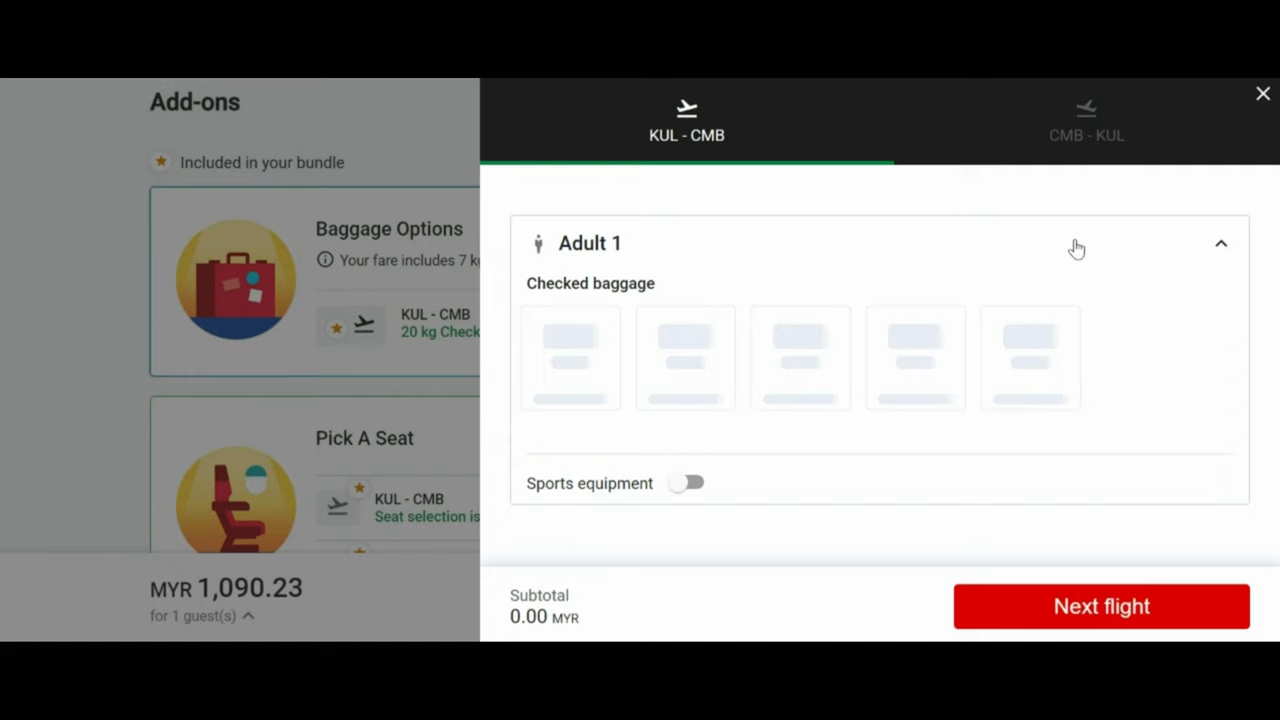 Add-ons
Included in your bundle
Baggage Options
Your fare includes 7 k
KUL - CMB
20 kg Check
Pick A Seat
KUL - CMB
Seat selection is
MYR 1,090.23
for 1 guest(s)
KUL - CMB
CMB - KUL
Adult 1
Checked baggage
Sports equipment
Subtotal
0.00 MYR
Next flight